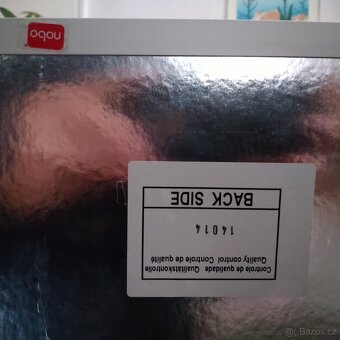 nobo
Controle de qualidade Qualitätskontrolle
Quality control Controle de qualité
14014
BACK SIDE
© Bazos.cz